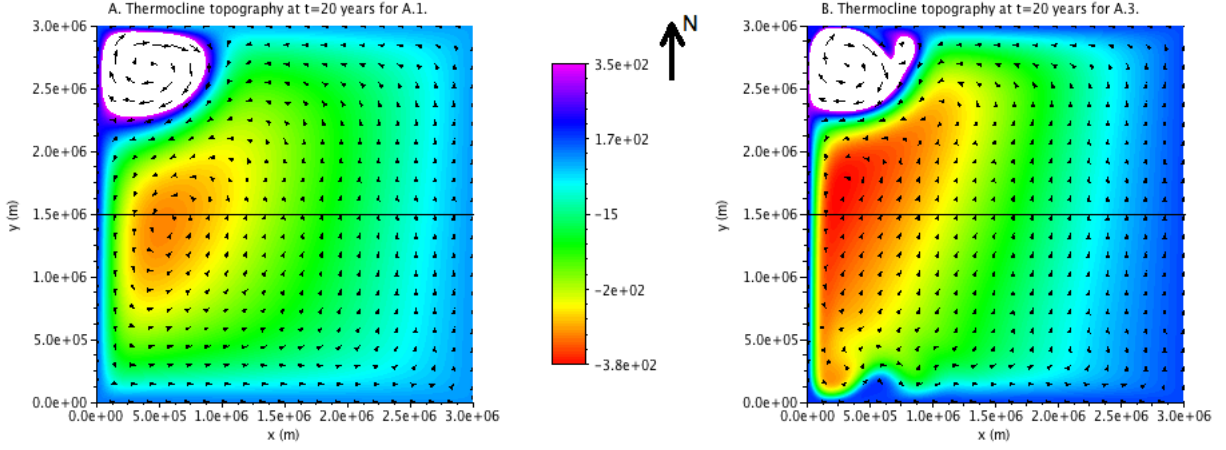 A. Thermocline topography at t=20 years for A.1.
3.0e+06
2.5e+06
2.0e+06
1.5e+06
1.0e+06
5.0e+05
0.0e+00
y (m)
0.0e+00 5.0e+05 1.0e+06 1.5e+06 2.0e+06 2.5e+06 3.0e+06
x (m)
N
3.5e+02
1.7e+02
-15
-2e+02
-3.8e+02
B. Thermocline topography at t=20 years for A.3.
3.0e+06
2.5e+06
2.0e+06
1.5e+06
1.0e+06
5.0e+05
0.0e+00
y (m)
0.0e+00 5.0e+05 1.0e+06 1.5e+06 2.0e+06 2.5e+06 3.0e+06
x (m)